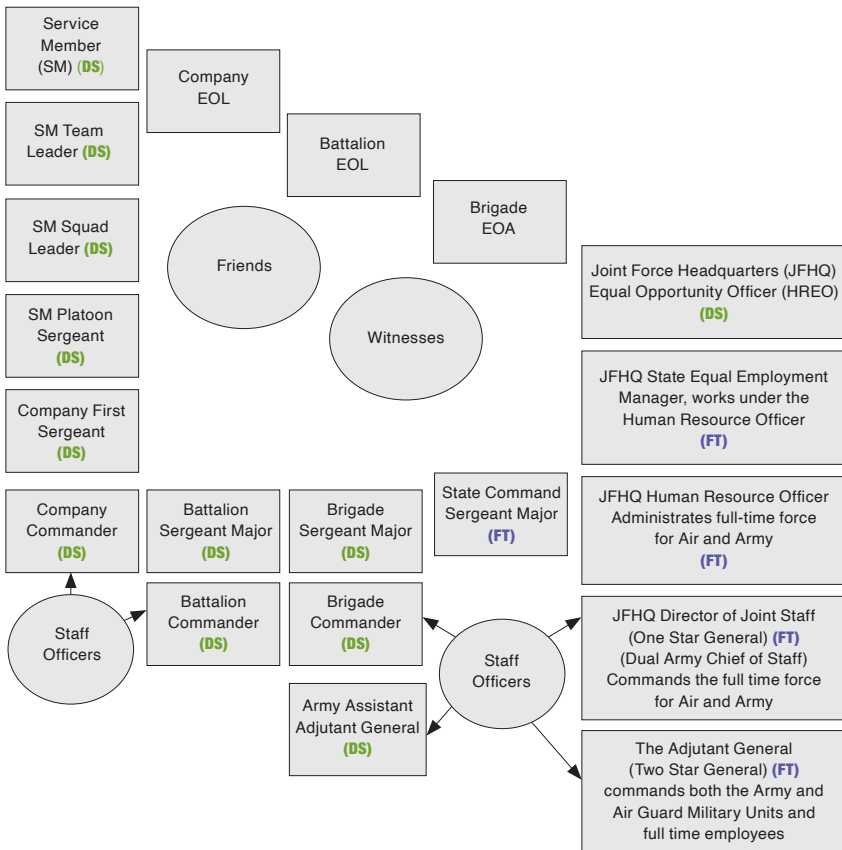 Service
Member
(SM) (DS)
Company
EOL
SM Team
Leader (DS)
Battalion
EOL
Brigade
EOA
SM Squad
Leader (DS)
Friends
Joint Force Headquarters (JFHQ)
Equal Opportunity Officer (HREO)
(DS)
SM Platoon
Sergeant
(DS)
Witnesses
JFHQ State Equal Employment
Manager, works under the
Human Resource Officer
(FT)
Company First
Sergeant
(DS)
Company
Commander
(DS)
Battalion
Sergeant Major
(DS)
Brigade
Sergeant Major
(DS)
State Command
Sergeant Major
(FT)
JFHQ Human Resource Officer
Administrates full-time force
for Air and Army
(FT)
Staff
Officers
Battalion
Commander
(DS)
Brigade
Commander
(DS)
Staff
Officers
JFHQ Director of Joint Staff
(One Star General) (FT)
(Dual Army Chief of Staff)
Commands the full time force
for Air and Army
Army Assistant
Adjutant General
(DS)
The Adjutant General
(Two Star General) (FT)
commands both the Army and
Air Guard Military Units and
full time employees